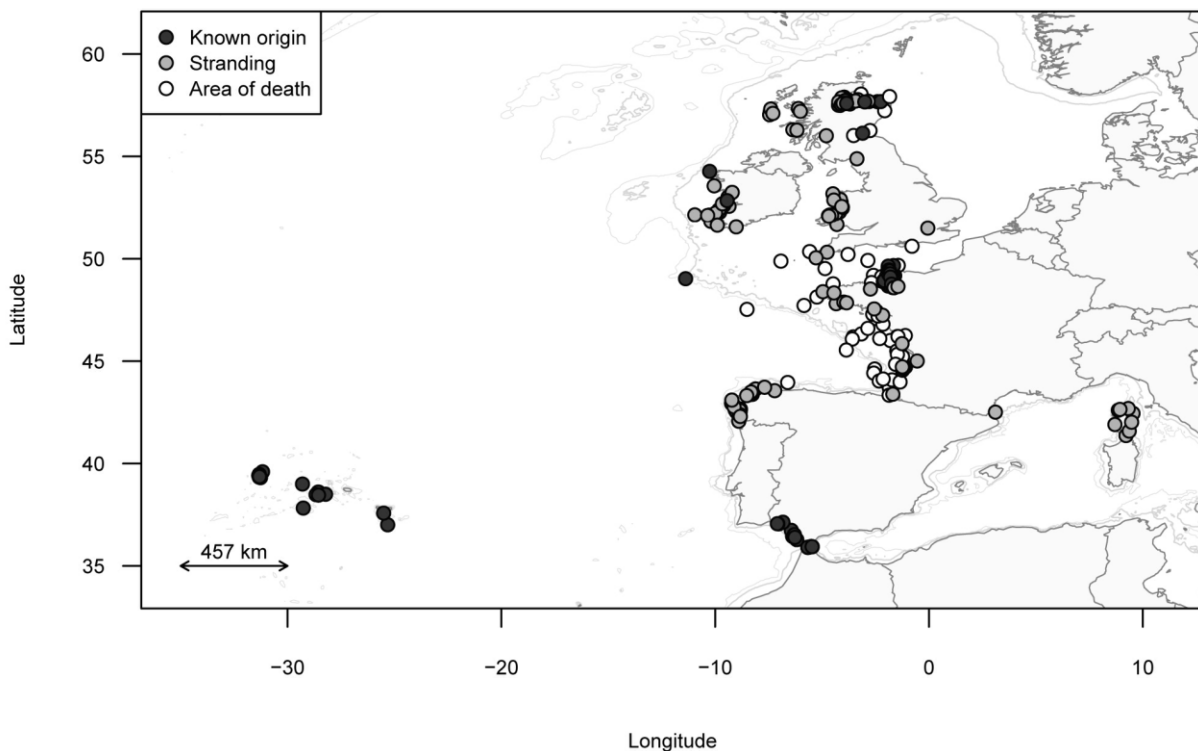 Known origin
Stranding
Area of death
60
55
50
45
40
35
457 km
−30
−20
−10
0
10
Latitude
Longitude